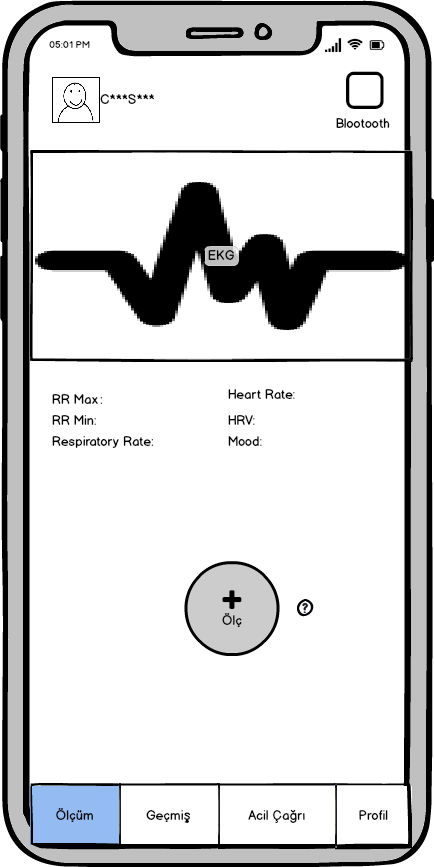 05:01 PM
C***S***
Blootooth
EKG
RR Max:
Heart Rate:
RR Min:
HRV:
Respiratory Rate:
Mood:
+
Ölç
?
Ölçüm
Geçmiş
Acil Çağrı
Profil